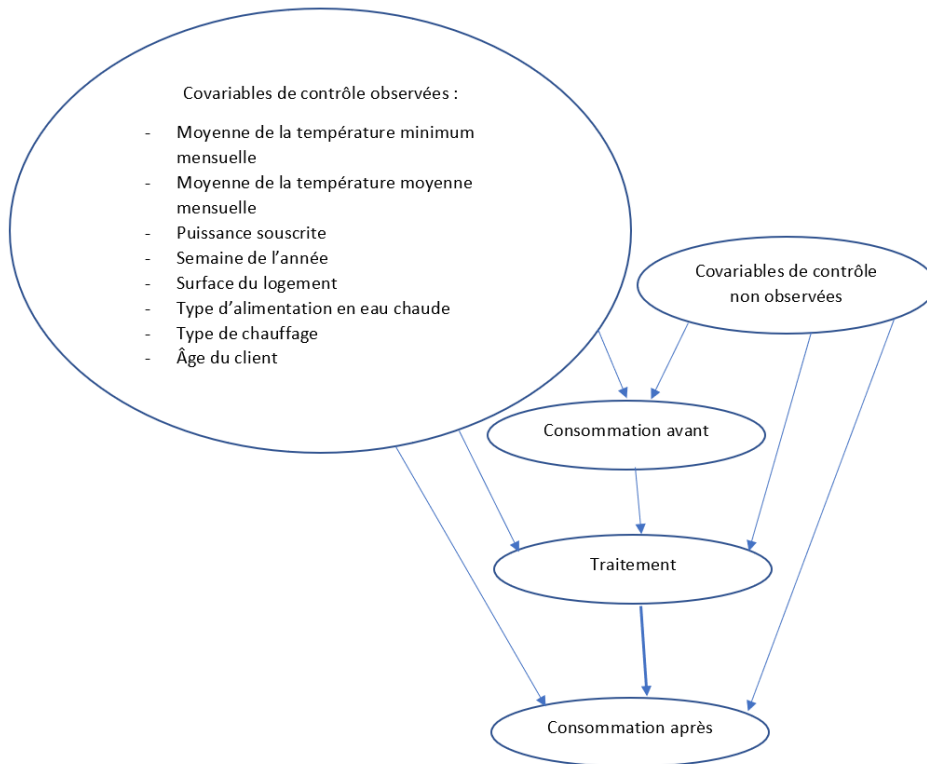 Covariables de contrôle observées :
- Moyenne de la température minimum
mensuelle
- Moyenne de la température moyenne
mensuelle
- Puissance souscrite
- Semaine de l’année
- Surface du logement
- Type d’alimentation en eau chaude
- Type de chauffage
- Âge du client
Covariables de contrôle
non observées
Consommation avant
Traitement
Consommation après